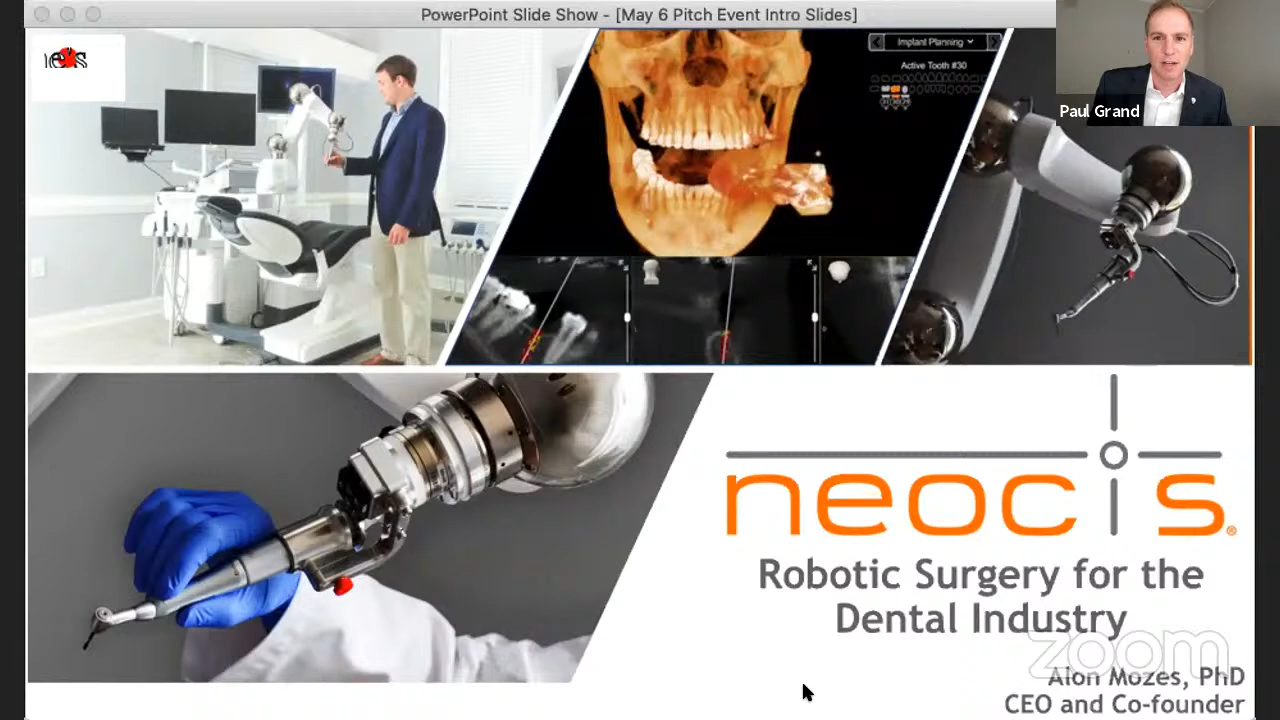 PowerPoint Slide Show - [May 6 Pitch Event Intro Slides]
Implant Planning
Active Tooth #30
Paul Grand
neocis®
Robotic Surgery for the
Dental Industry
zoom
Alon Mozes, PhD
CEO and Co-founder